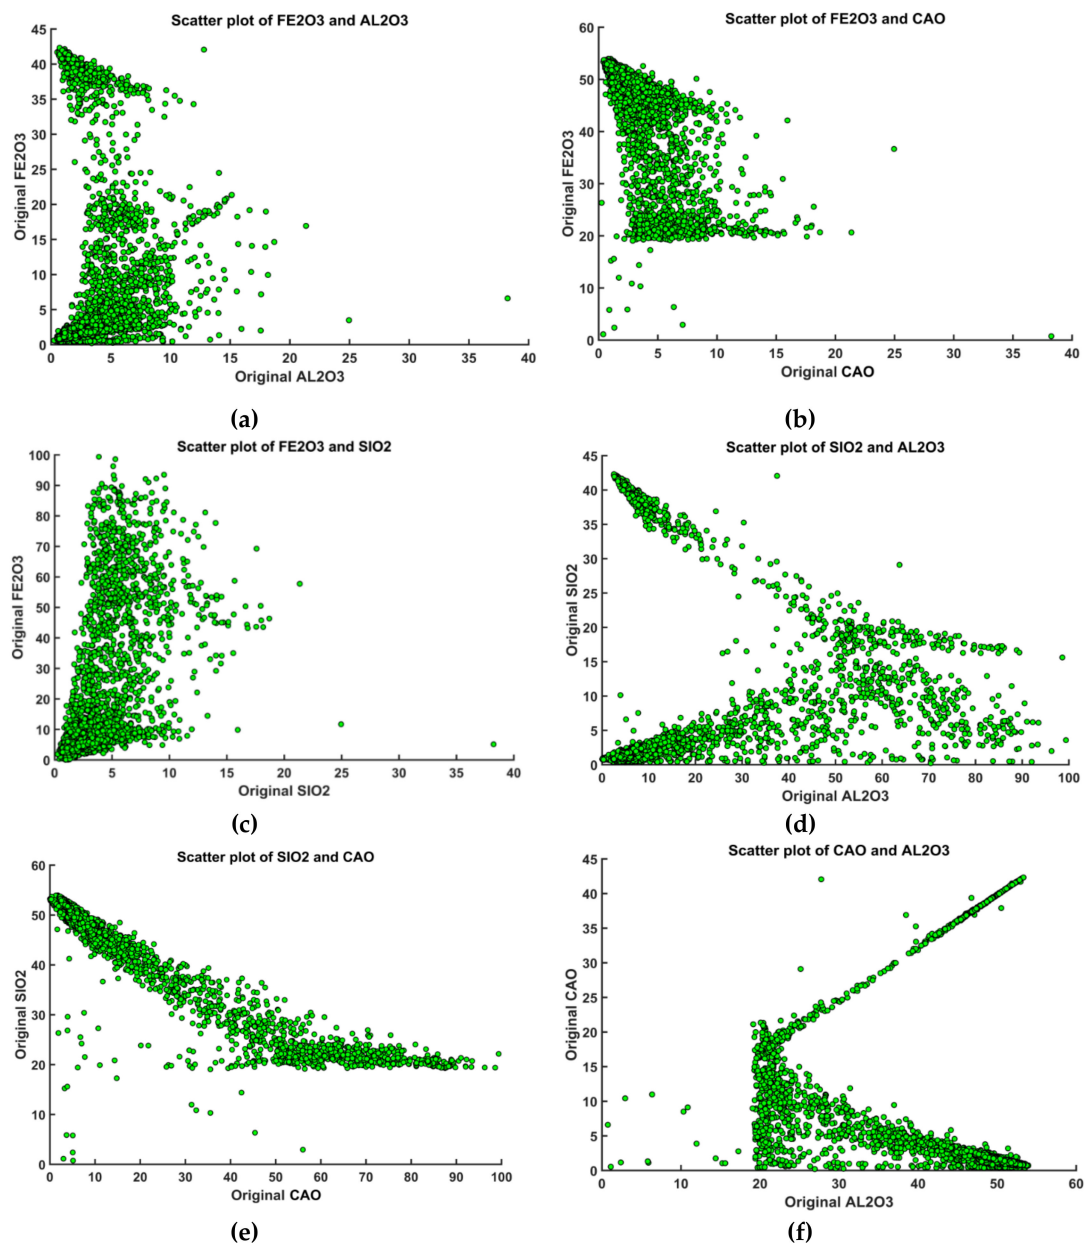 Scatter plot of FE2O3 and AL2O3
45
40
35
30
25
20
15
10
5
0
Original FE2O3
0 5 10 15 20 25 30 35 40
Original AL2O3
(a)
Scatter plot of FE2O3 and CAO
60
50
40
30
20
10
0
Original FE2O3
0 5 10 15 20 25 30 35 40
Original CAO
(b)
Scatter plot of FE2O3 and SIO2
100
90
80
70
60
50
40
30
20
10
0
Original FE2O3
0 5 10 15 20 25 30 35 40
Original SIO2
(c)
Scatter plot of SIO2 and AL2O3
45
40
35
30
25
20
15
10
5
0
Original SIO2
0 10 20 30 40 50 60 70 80 90 100
Original AL2O3
(d)
Scatter plot of SIO2 and CAO
60
50
40
30
20
10
0
Original SIO2
0 10 20 30 40 50 60 70 80 90 100
Original CAO
(e)
Scatter plot of CAO and AL2O3
45
40
35
30
25
20
15
10
5
0
Original CAO
0 10 20 30 40 50 60
Original AL2O3
(f)